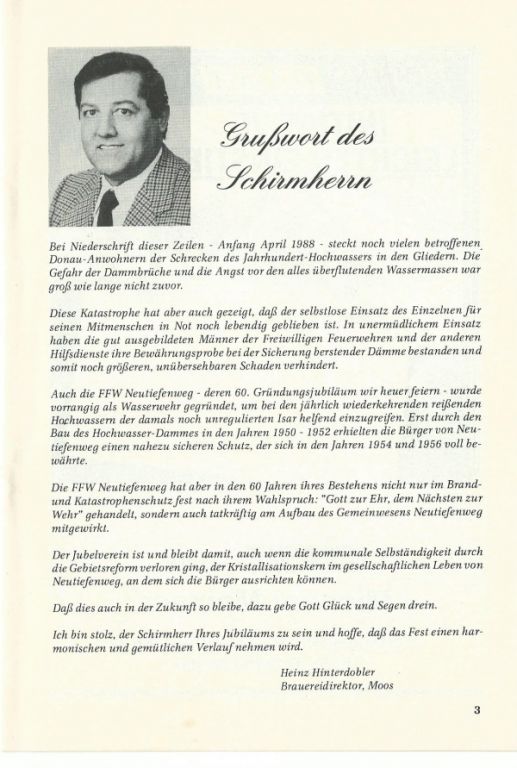 Grußwort des
Schirmherrn
Bei Niederschrift dieser Zeilen - Anfang April 1988 - steckt noch vielen betroffenen
Donau-Anwohnern der Schrecken des Jahrhundert-Hochwassers in den Gliedern. Die
Gefahr der Dammbrüche und die Angst vor den alles überflutenden Wassermassen war
groß wie lange nicht zuvor.
Diese Katastrophe hat aber auch gezeigt, daß der selbstlose Einsatz des Einzelnen für
seinen Mitmenschen in Not noch lebendig geblieben ist. In unermüdlichem Einsatz
haben die gut ausgebildeten Männer der Freiwilligen Feuerwehren und der anderen
Hilfsdienste ihre Bewährungsprobe bei der Sicherung berstender Dämme bestanden und
somit noch größeren, unübersehbaren Schaden verhindert.
Auch die FFW Neutiefenweg - deren 60. Gründungsjubiläum wir heuer feiern - wurde
vorrangig als Wasserwehr gegründet, um bei den jährlich wiederkehrenden reißenden
Hochwassern der damals noch unregulierten Isar helfend einzugreifen. Erst durch den
Bau des Hochwasser-Dammes in den Jahren 1950 - 1952 erhielten die Bürger von Neu-
tiefenweg einen nahezu sicheren Schutz, der sich in den Jahren 1954 und 1956 voll be-
währte.
Die FFW Neutiefenweg hat aber in den 60 Jahren ihres Bestehens nicht nur im Brand-
und Katastrophenschutz fest nach ihrem Wahlspruch: "Gott zur Ehr, dem Nächsten zur
Wehr" gehandelt, sondern auch tatkräftig am Aufbau des Gemeinwesens Neutiefenweg
mitgewirkt.
Der Jubelverein ist und bleibt damit, auch wenn die kommunale Selbständigkeit durch
die Gebietsreform verloren ging, der Kristallisationskern im gesellschaftlichen Leben von
Neutiefenweg, an dem sich die Bürger ausrichten können.
Daß dies auch in der Zukunft so bleibe, dazu gebe Gott Glück und Segen drein.
Ich bin stolz, der Schirmherr Ihres Jubiläums zu sein und hoffe, daß das Fest einen har-
monischen und gemütlichen Verlauf nehmen wird.
Heinz Hinterdobler
Brauereidirektor, Moos
3